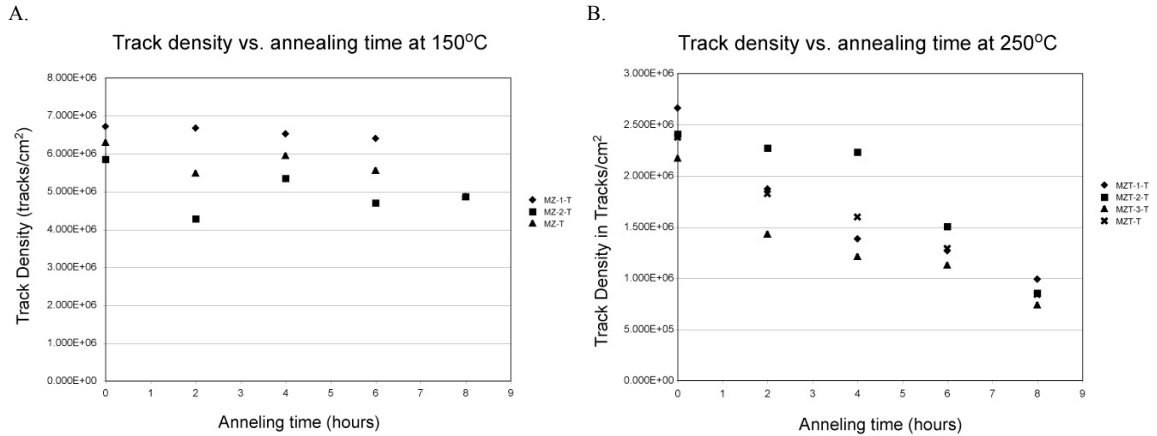 A.
Track density vs. annealing time at 150°C
8.000E+06
7.000E+06
6.000E+06
5.000E+06
4.000E+06
3.000E+06
2.000E+06
1.000E+06
0.000E+00
0 1 2 3 4 5 6 7 8 9
Track Density (tracks/cm²)
Anneling time (hours)
MZ-1-T
MZ-2-T
MZ-T
B.
Track density vs. annealing time at 250°C
3.000E+06
2.500E+06
2.000E+06
1.500E+06
1.000E+06
5.000E+05
0.000E+00
0 1 2 3 4 5 6 7 8 9
Track Density in Tracks/cm²
Anneling time (hours)
MZT-1-T
MZT-2-T
MZT-3-T
MZT-T